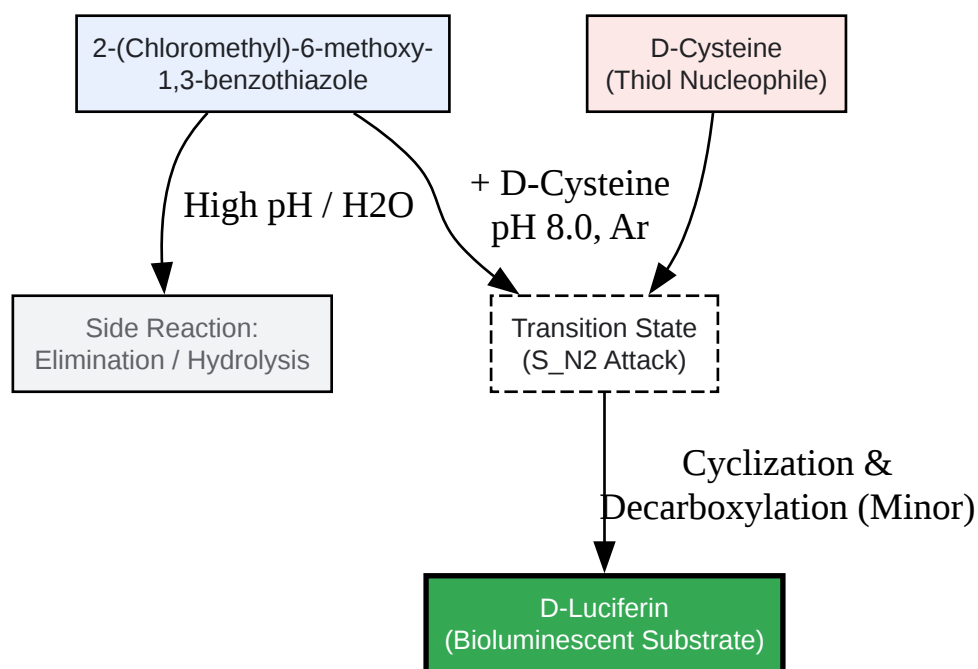 2-(Chloromethyl)-6-methoxy-
1,3-benzothiazole
D-Cysteine
(Thiol Nucleophile)
High pH / H2O
+ D-Cysteine
pH 8.0, Ar
Side Reaction:
Elimination / Hydrolysis
Transition State
(S_N2 Attack)
Cyclization &
Decarboxylation (Minor)
D-Luciferin
(Bioluminescent Substrate)